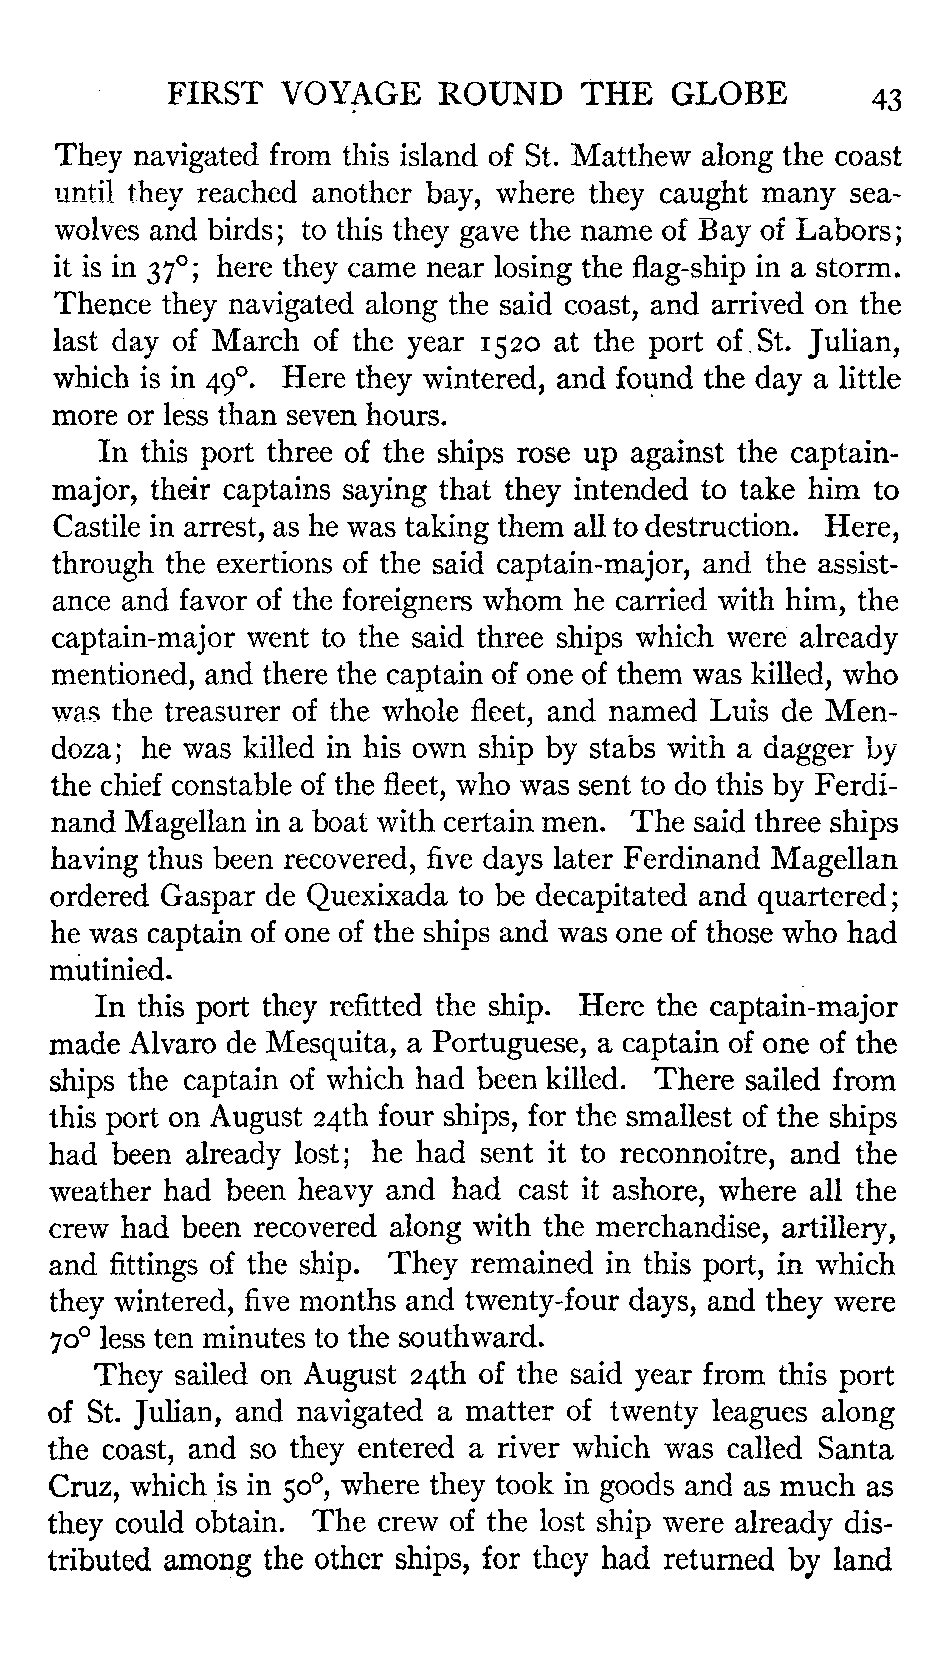 FIRST VOYAGE ROUND THE GLOBE 43
They navigated from this island of St. Matthew along the coast
until they reached another bay, where they caught many sea-
wolves and birds; to this they gave the name of Bay of Labors;
it is in 37°; here they came near losing the flag-ship in a storm.
Thence they navigated along the said coast, and arrived on the
last day of March of the year 1520 at the port of St. Julian,
which is in 49°. Here they wintered, and found the day a little
more or less than seven hours.
In this port three of the ships rose up against the captain-
major, their captains saying that they intended to take him to
Castile in arrest, as he was taking them all to destruction. Here,
through the exertions of the said captain-major, and the assist-
ance and favor of the foreigners whom he carried with him, the
captain-major went to the said three ships which were already
mentioned, and there the captain of one of them was killed, who
was the treasurer of the whole fleet, and named Luis de Men-
doza; he was killed in his own ship by stabs with a dagger by
the chief constable of the fleet, who was sent to do this by Ferdi-
nand Magellan in a boat with certain men. The said three ships
having thus been recovered, five days later Ferdinand Magellan
ordered Gaspar de Quexixada to be decapitated and quartered;
he was captain of one of the ships and was one of those who had
mutinied.
In this port they refitted the ship. Here the captain-major
made Alvaro de Mesquita, a Portuguese, a captain of one of the
ships the captain of which had been killed. There sailed from
this port on August 24th four ships, for the smallest of the ships
had been already lost; he had sent it to reconnoitre, and the
weather had been heavy and had cast it ashore, where all the
crew had been recovered along with the merchandise, artillery,
and fittings of the ship. They remained in this port, in which
they wintered, five months and twenty-four days, and they were
70° less ten minutes to the southward.
They sailed on August 24th of the said year from this port
of St. Julian, and navigated a matter of twenty leagues along
the coast, and so they entered a river which was called Santa
Cruz, which is in 50°, where they took in goods and as much as
they could obtain. The crew of the lost ship were already dis-
tributed among the other ships, for they had returned by land